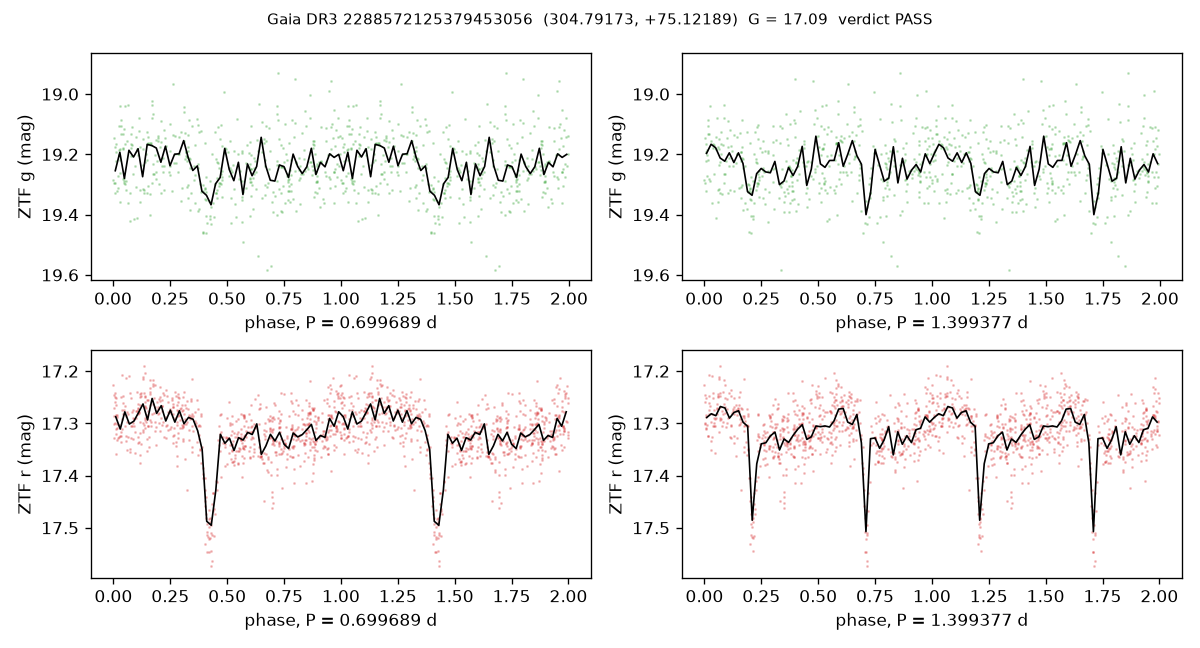 Gaia DR3 2288572125379453056  (304.79173, +75.12189)  G = 17.09  verdict PASS
ZTF g (mag)
19.0
19.2
19.4
19.6
0.00 0.25 0.50 0.75 1.00 1.25 1.50 1.75 2.00
phase, P = 0.699689 d
ZTF g (mag)
19.0
19.2
19.4
19.6
0.00 0.25 0.50 0.75 1.00 1.25 1.50 1.75 2.00
phase, P = 1.399377 d
ZTF r (mag)
17.2
17.3
17.4
17.5
0.00 0.25 0.50 0.75 1.00 1.25 1.50 1.75 2.00
phase, P = 0.699689 d
ZTF r (mag)
17.2
17.3
17.4
17.5
0.00 0.25 0.50 0.75 1.00 1.25 1.50 1.75 2.00
phase, P = 1.399377 d